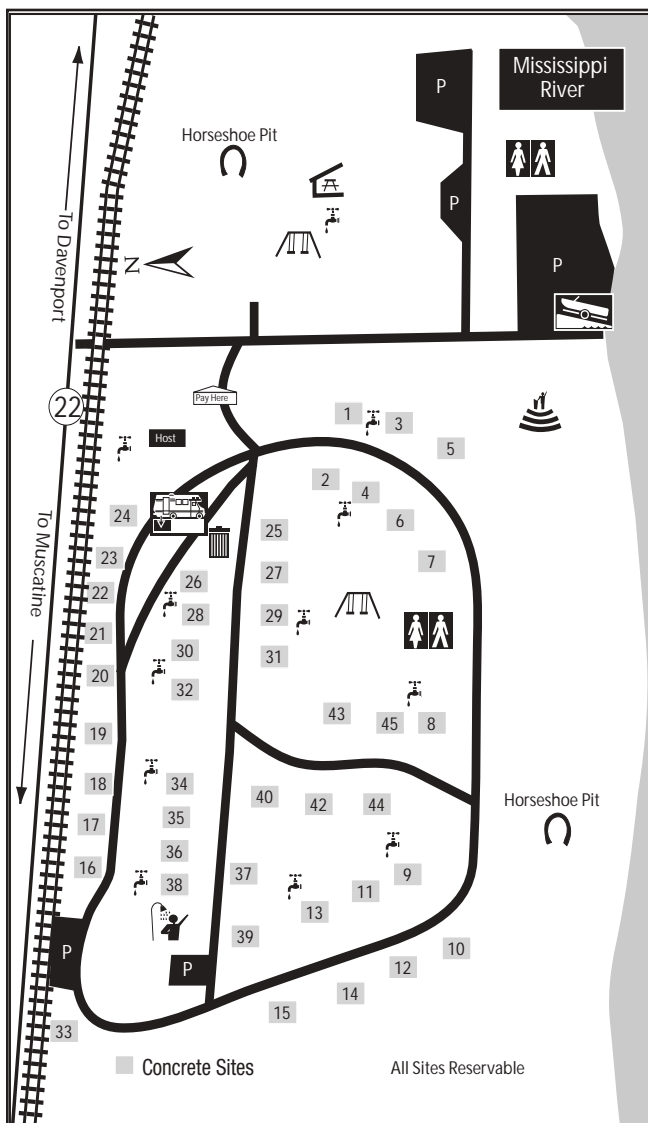 Mississippi
River
P
Horseshoe Pit
P
To Davenport
N
P
Pay Here
22
1
3
Host
5
2
4
24
6
25
23
7
27
26
22
29
28
To Muscatine
21
30
31
20
32
43
45
8
19
18
34
40
42
44
Horseshoe Pit
17
35
36
16
37
9
38
11
13
39
10
P
P
12
14
15
33
Concrete Sites
All Sites Reservable